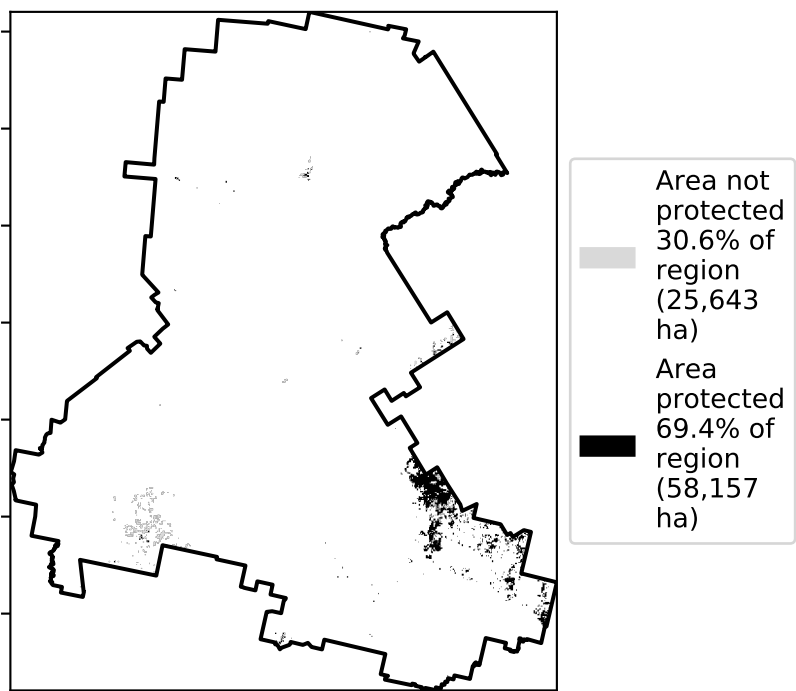 Area not
protected
30.6% of
region
(25,643
ha)
Area
protected
69.4% of
region
(58,157
ha)